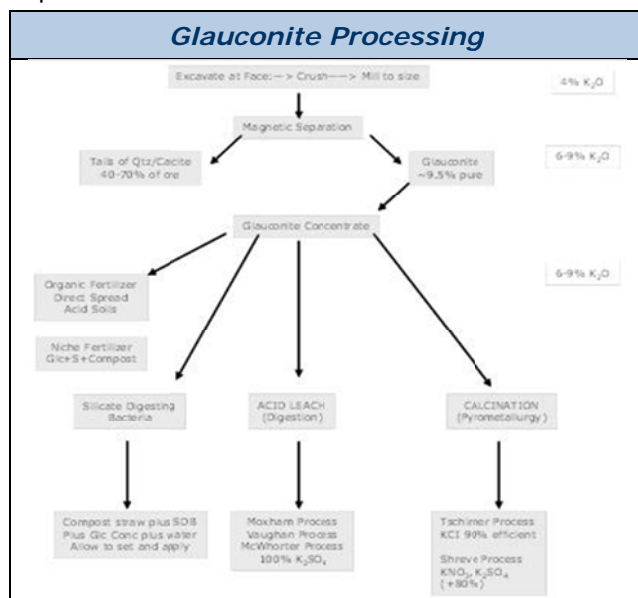 Glauconite Processing
Excavate at Face:—> Crush——> Mill to size
4% K₂O
Magnetic Separation
Tails of Qtz/Cacite
40-70% of ore
Glauconite
~9.5% pure
6-9% K₂O
Glauconite Concentrate
6-9% K₂O
Organic Fertilizer
Direct Spread
Acid Soils
Niche Fertilizer
Glc+S+Compost
Silicate Digesting
Bacteria
ACID LEACH
(Digestion)
CALCINATION
(Pyrometallurgy)
Compost straw plus SDB
Plus Glc Conc plus water
Allow to set and apply
Moxham Process
Vaughan Process
McWhorter Process
100% K₂SO₄
Tschirner Process
KCl 90% efficient
Shreve Process
KNO₃, K₂SO₄
(+80%)